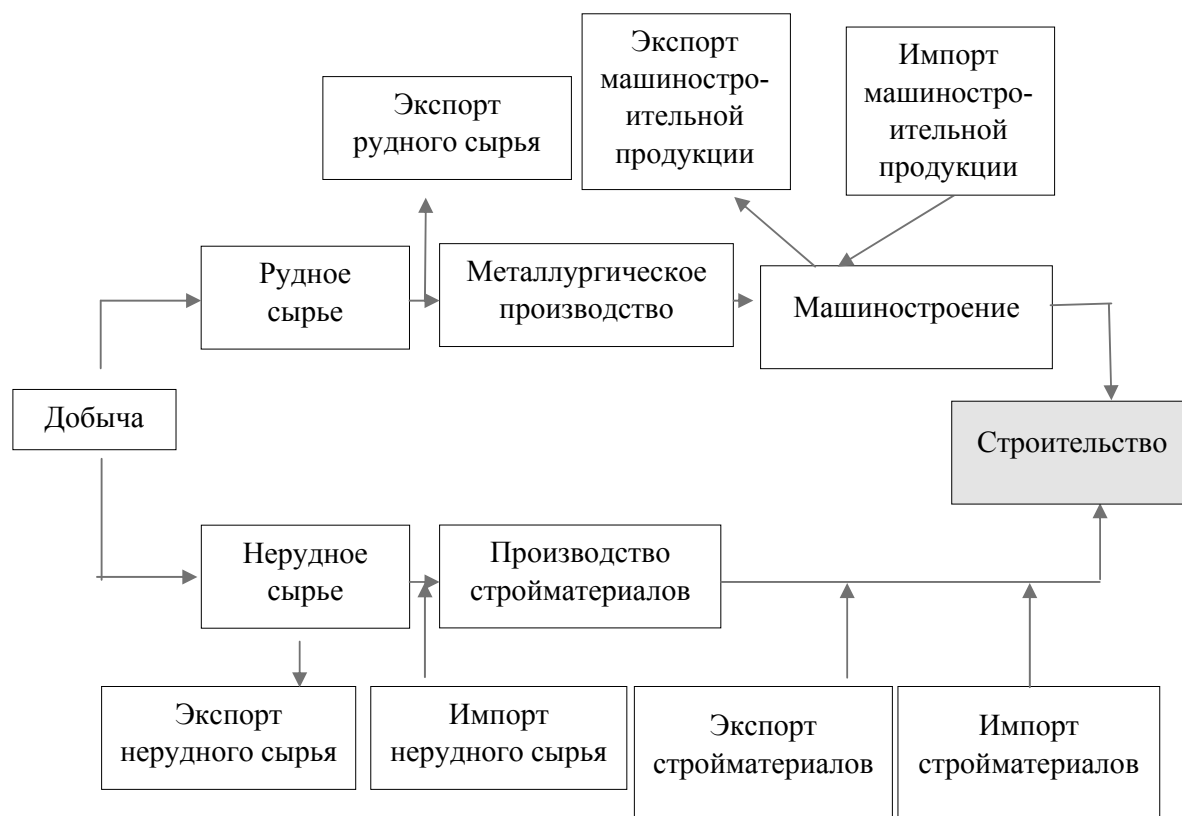 Экспорт
машиностро-
ительной
продукции
Импорт
машиностро-
ительной
продукции
Экспорт
рудного сырья
Рудное
сырье
Металлургическое
производство
Машиностроение
Добыча
Строительство
Нерудное
сырье
Производство
стройматериалов
Экспорт
нерудного сырья
Импорт
нерудного сырья
Экспорт
стройматериалов
Импорт
стройматериалов